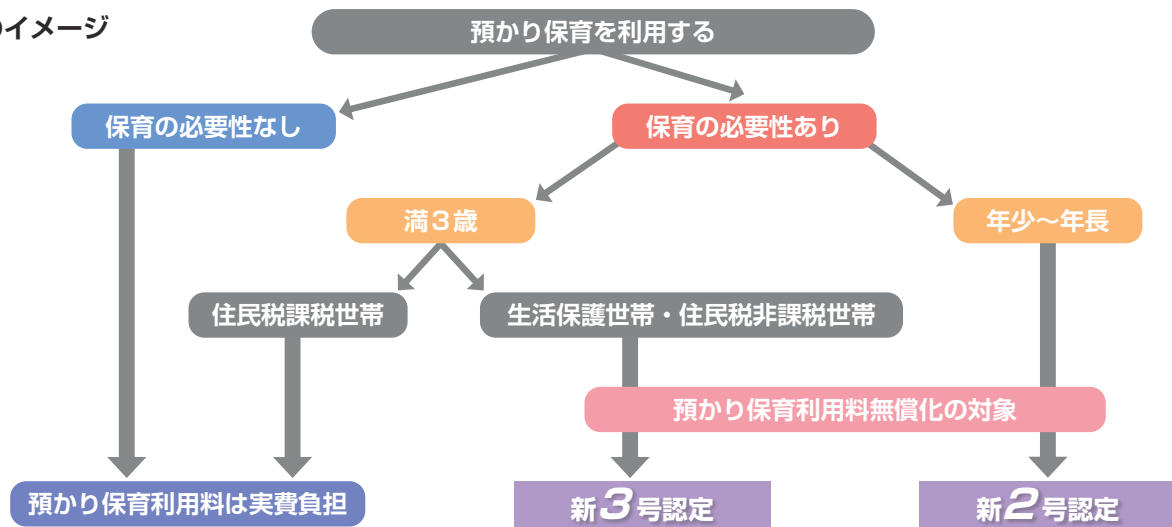 のイメージ
預かり保育を利用する
保育の必要性なし
保育の必要性あり
満3歳
年少〜年長
住民税課税世帯
生活保護世帯・住民税非課税世帯
預かり保育利用料無償化の対象
預かり保育利用料は実費負担
新3号認定
新2号認定